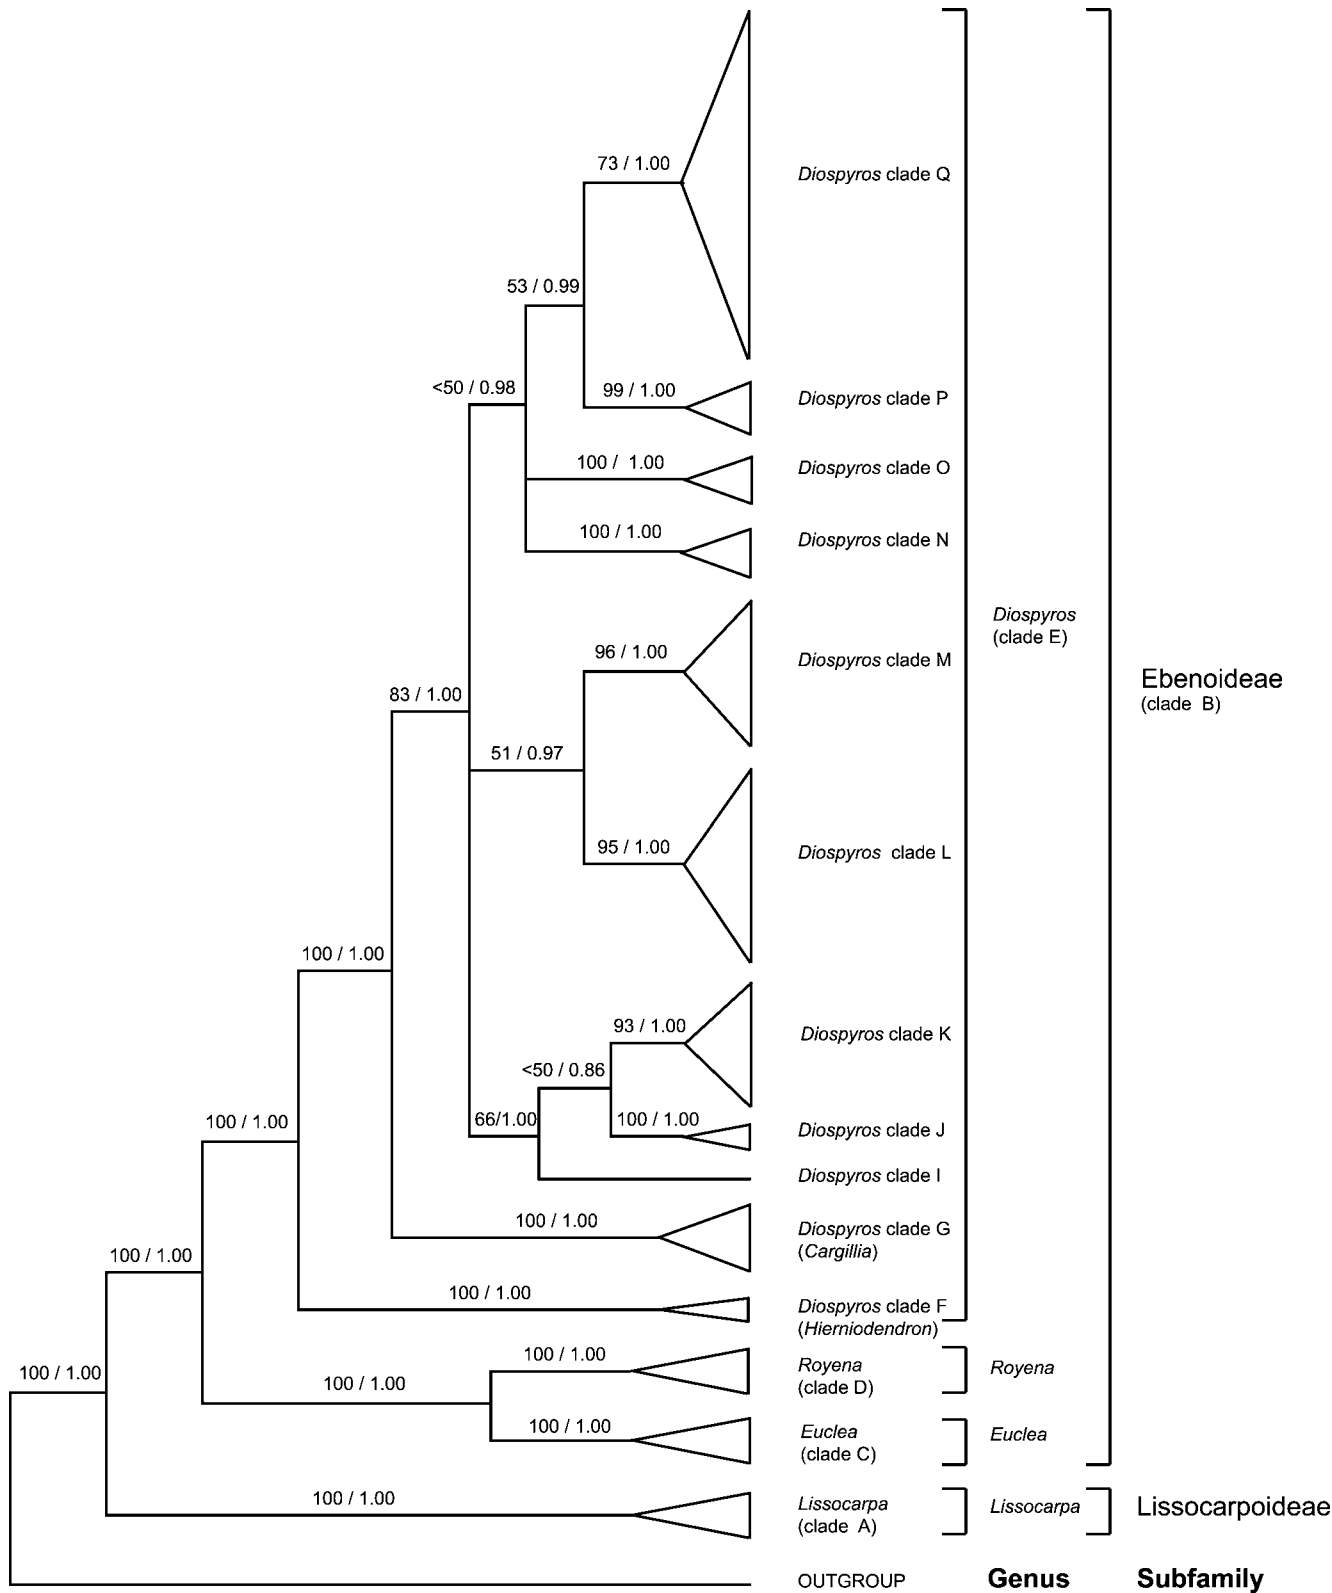 73 / 1.00
Diospyros clade Q
53 / 0.99
<50 / 0.98
99 / 1.00
Diospyros clade P
100 /  1.00
Diospyros clade O
100 / 1.00
Diospyros clade N
Diospyros
(clade E)
96 / 1.00
Diospyros clade M
Ebenoideae
(clade  B)
83 / 1.00
51 / 0.97
95 / 1.00
Diospyros  clade L
100 / 1.00
93 / 1.00
Diospyros clade K
<50 / 0.86
66/1.00
100 / 1.00
Diospyros clade J
100 / 1.00
Diospyros clade I
100 / 1.00
Diospyros clade G
(Cargillia)
100 / 1.00
100 / 1.00
Diospyros clade F
(Hierniodendron)
100 / 1.00
100 / 1.00
Royena
(clade D)
Royena
100 / 1.00
100 / 1.00
Euclea
(clade C)
Euclea
100 / 1.00
Lissocarpa
(clade  A)
Lissocarpa
Lissocarpoideae
OUTGROUP
Genus
Subfamily